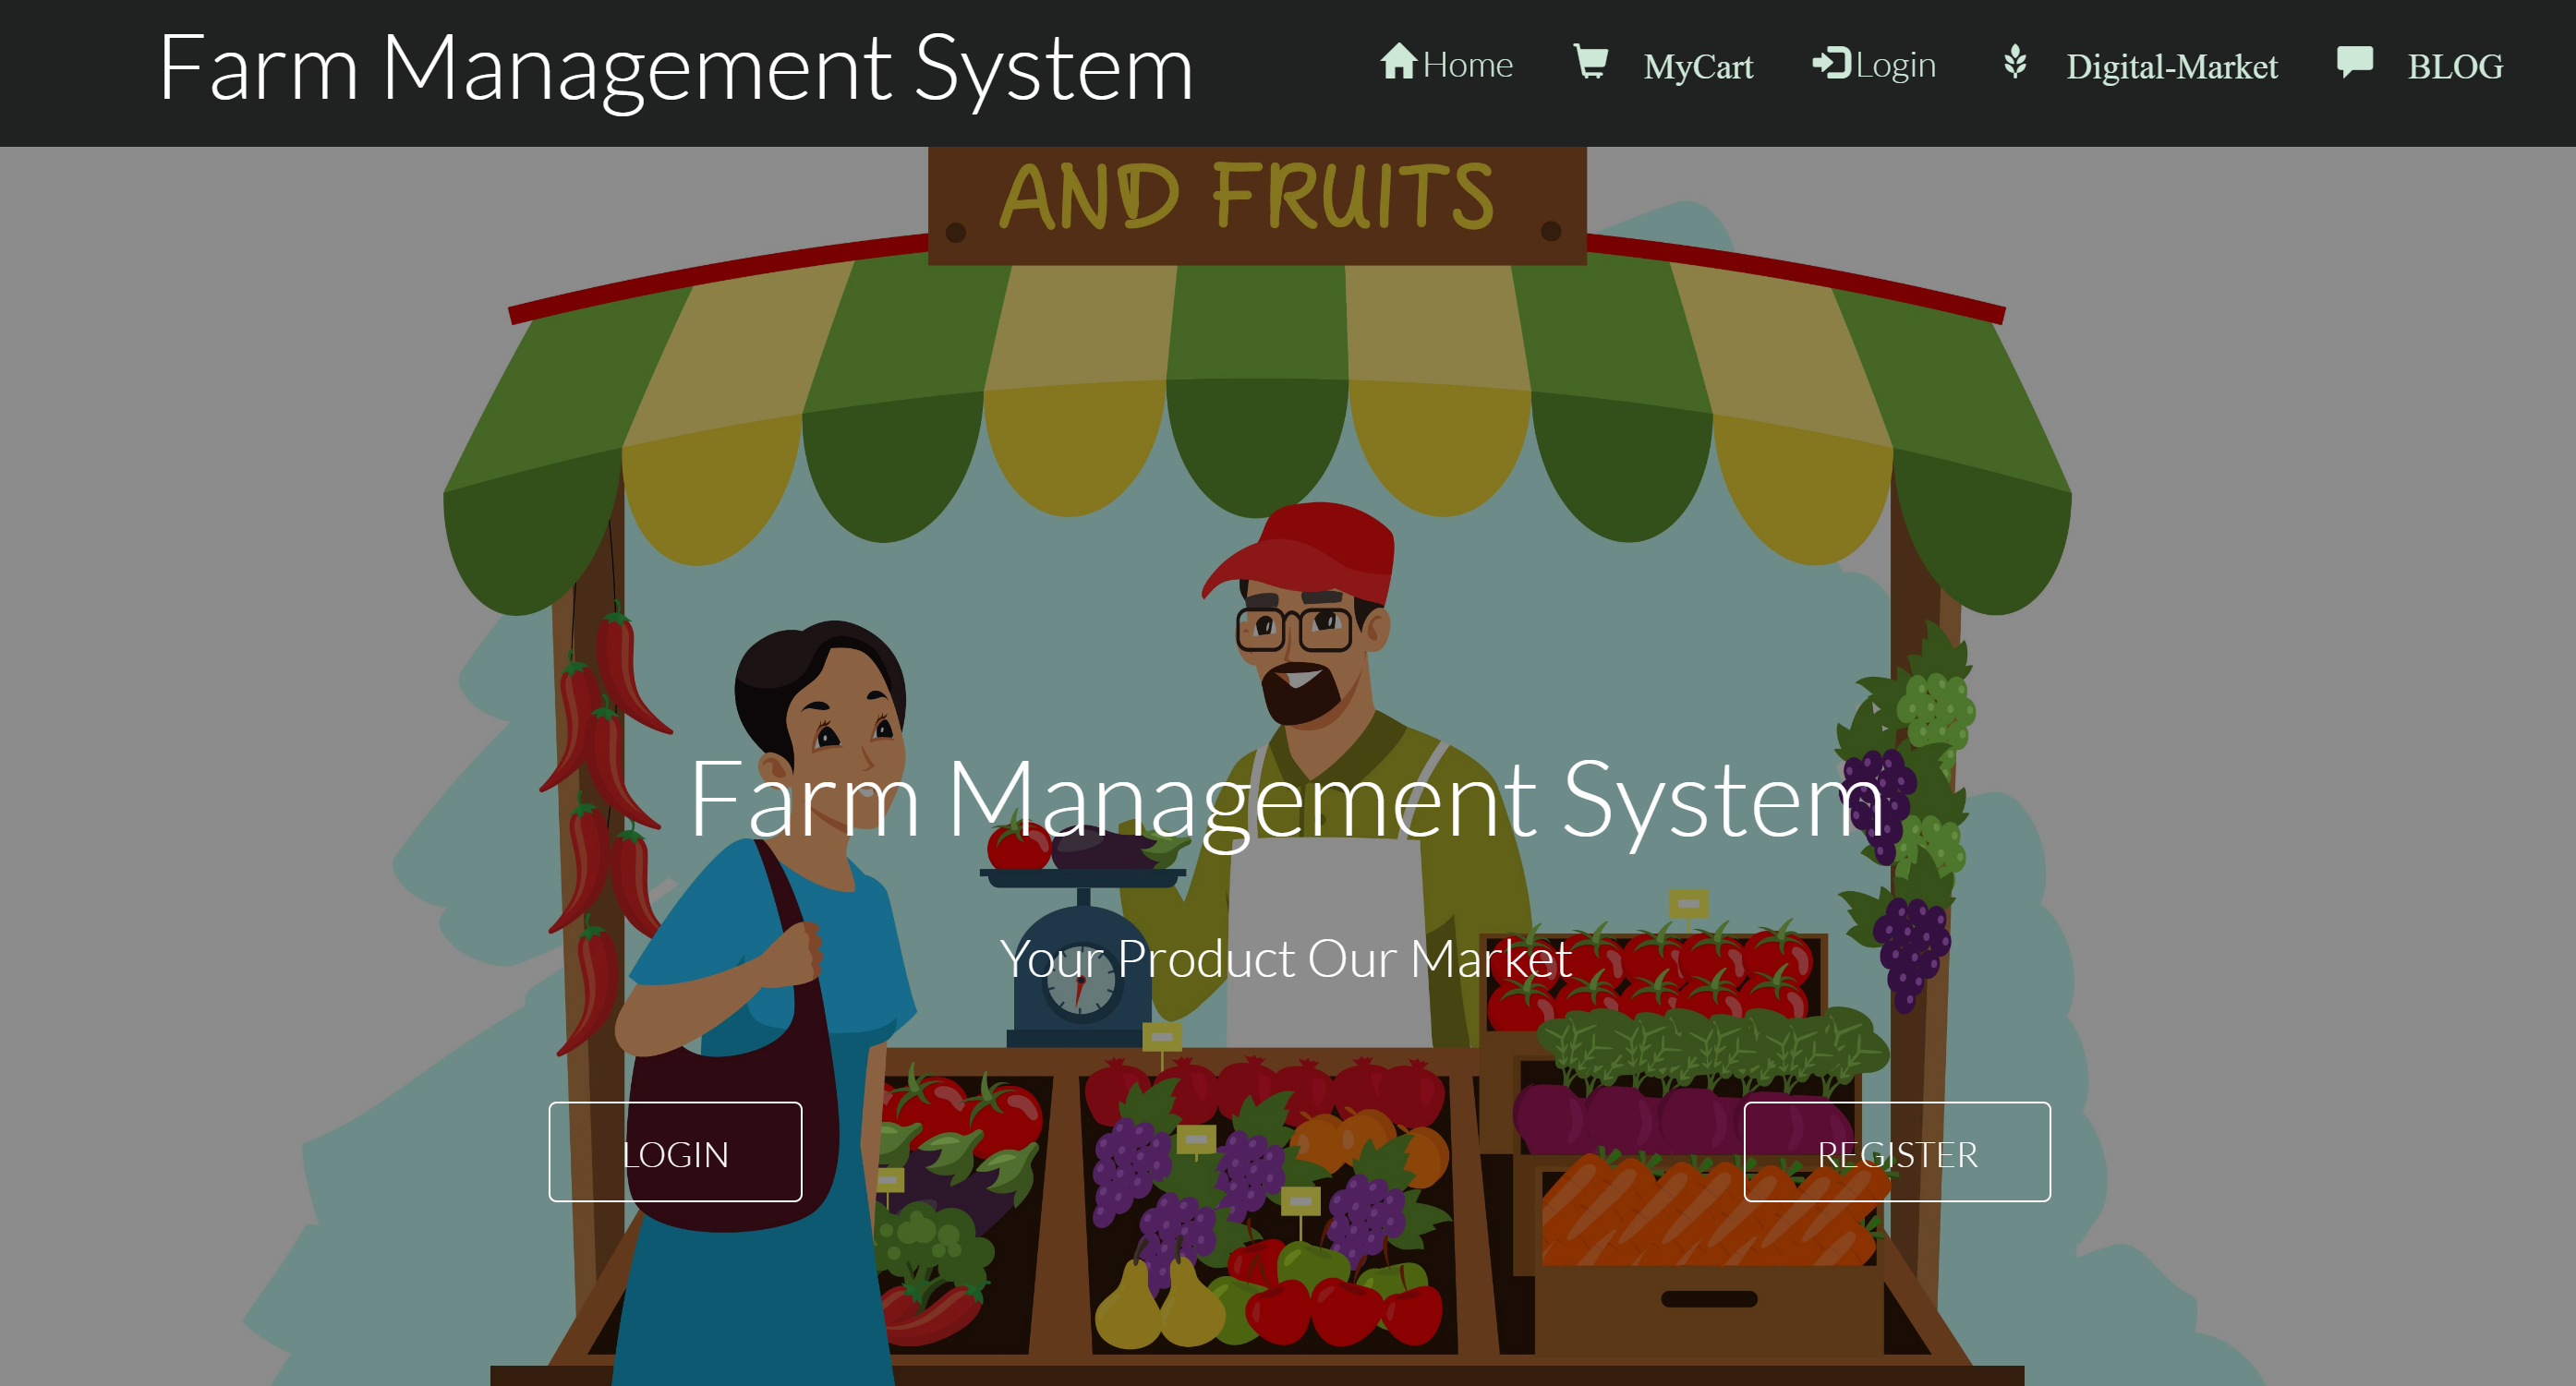 Farm Management System
Home MyCart Login Digital-Market BLOG
AND FRUITS
Farm Management System
Your Product Our Market
LOGIN REGISTER